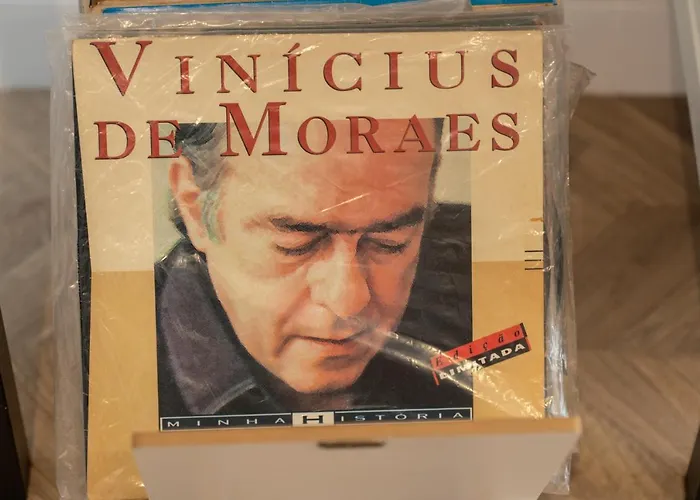 VINÍCIUS
DE MORAES
Edição
LIMITADA
MINHA HISTÓRIA